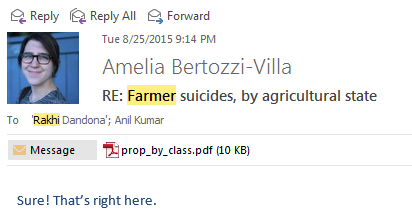 Reply Reply All Forward
Tue 8/25/2015 9:14 PM
Amelia Bertozzi-Villa
RE: Farmer suicides, by agricultural state
To 'Rakhi Dandona'; Anil Kumar
Message prop_by_class.pdf (10 KB)
Sure! That's right here.